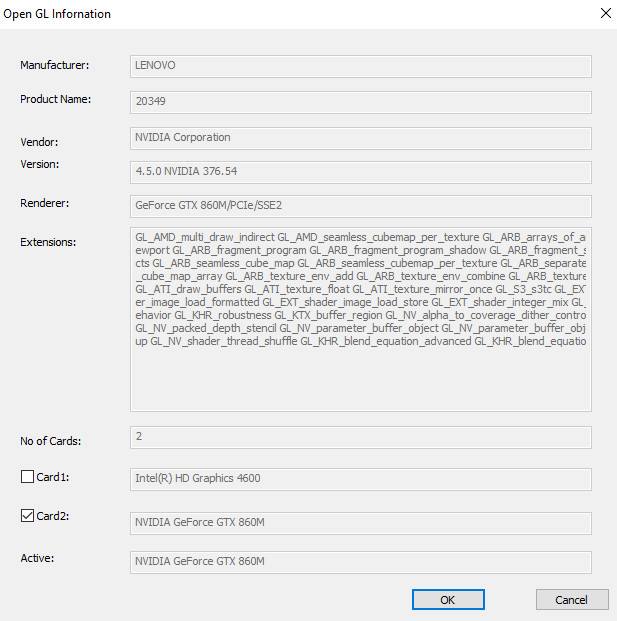 Open GL Infornation
Manufacturer: LENOVO
Product Name: 20349
Vendor: NVIDIA Corporation
Version: 4.5.0 NVIDIA 376.54
Renderer: GeForce GTX 860M/PCIe/SSE2
Extensions: GL_AMD_multi_draw_indirect GL_AMD_seamless_cubemap_per_texture GL_ARB_arrays_of_a
ewport GL_ARB_fragment_program GL_ARB_fragment_program_shadow GL_ARB_fragment_s
cts GL_ARB_seamless_cube_map GL_ARB_seamless_cubemap_per_texture GL_ARB_separate
_cube_map_array GL_ARB_texture_env_add GL_ARB_texture_env_combine GL_ARB_texture
GL_ATI_draw_buffers GL_ATI_texture_float GL_ATI_texture_mirror_once GL_S3_s3tc GL_EXT
er_image_load_formatted GL_EXT_shader_image_load_store GL_EXT_shader_integer_mix GL_
ehavior GL_KHR_robustness GL_KTX_buffer_region GL_NV_alpha_to_coverage_dither_contro
GL_NV_packed_depth_stencil GL_NV_parameter_buffer_object GL_NV_parameter_buffer_obj
up GL_NV_shader_thread_shuffle GL_KHR_blend_equation_advanced GL_KHR_blend_equatio
No of Cards: 2
Card1: Intel(R) HD Graphics 4600
Card2: NVIDIA GeForce GTX 860M
Active: NVIDIA GeForce GTX 860M
OK Cancel